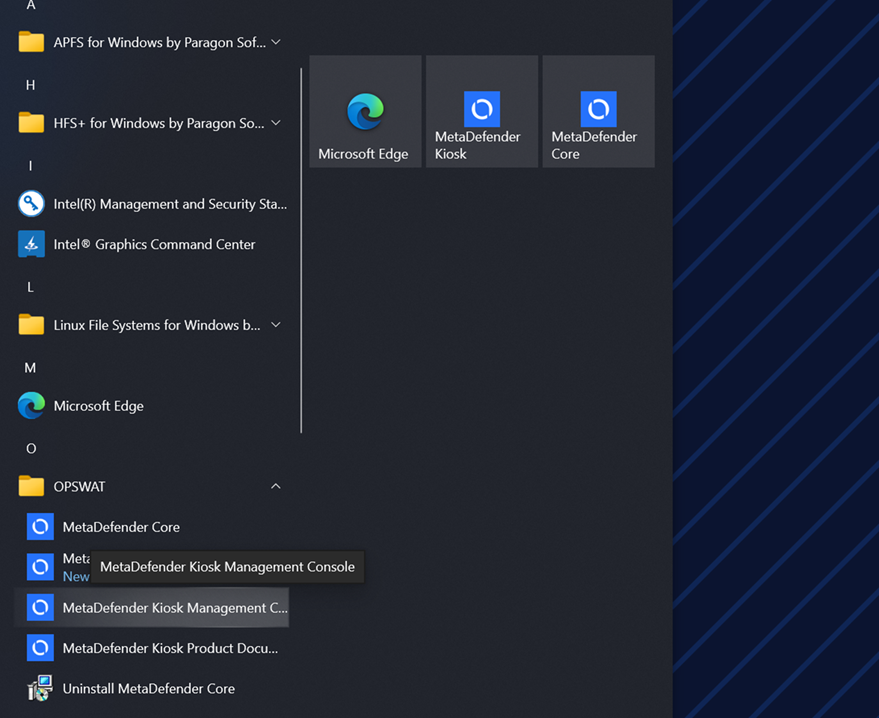 A
APFS for Windows by Paragon Sof...
H
HFS+ for Windows by Paragon So...
I
Intel(R) Management and Security Sta...
Intel® Graphics Command Center
L
Linux File Systems for Windows b...
M
Microsoft Edge
O
OPSWAT
MetaDefender Core
Meta
New
MetaDefender Kiosk Management Console
MetaDefender Kiosk Management C...
MetaDefender Kiosk Product Docu...
Uninstall MetaDefender Core
Microsoft Edge
MetaDefender
Kiosk
MetaDefender
Core